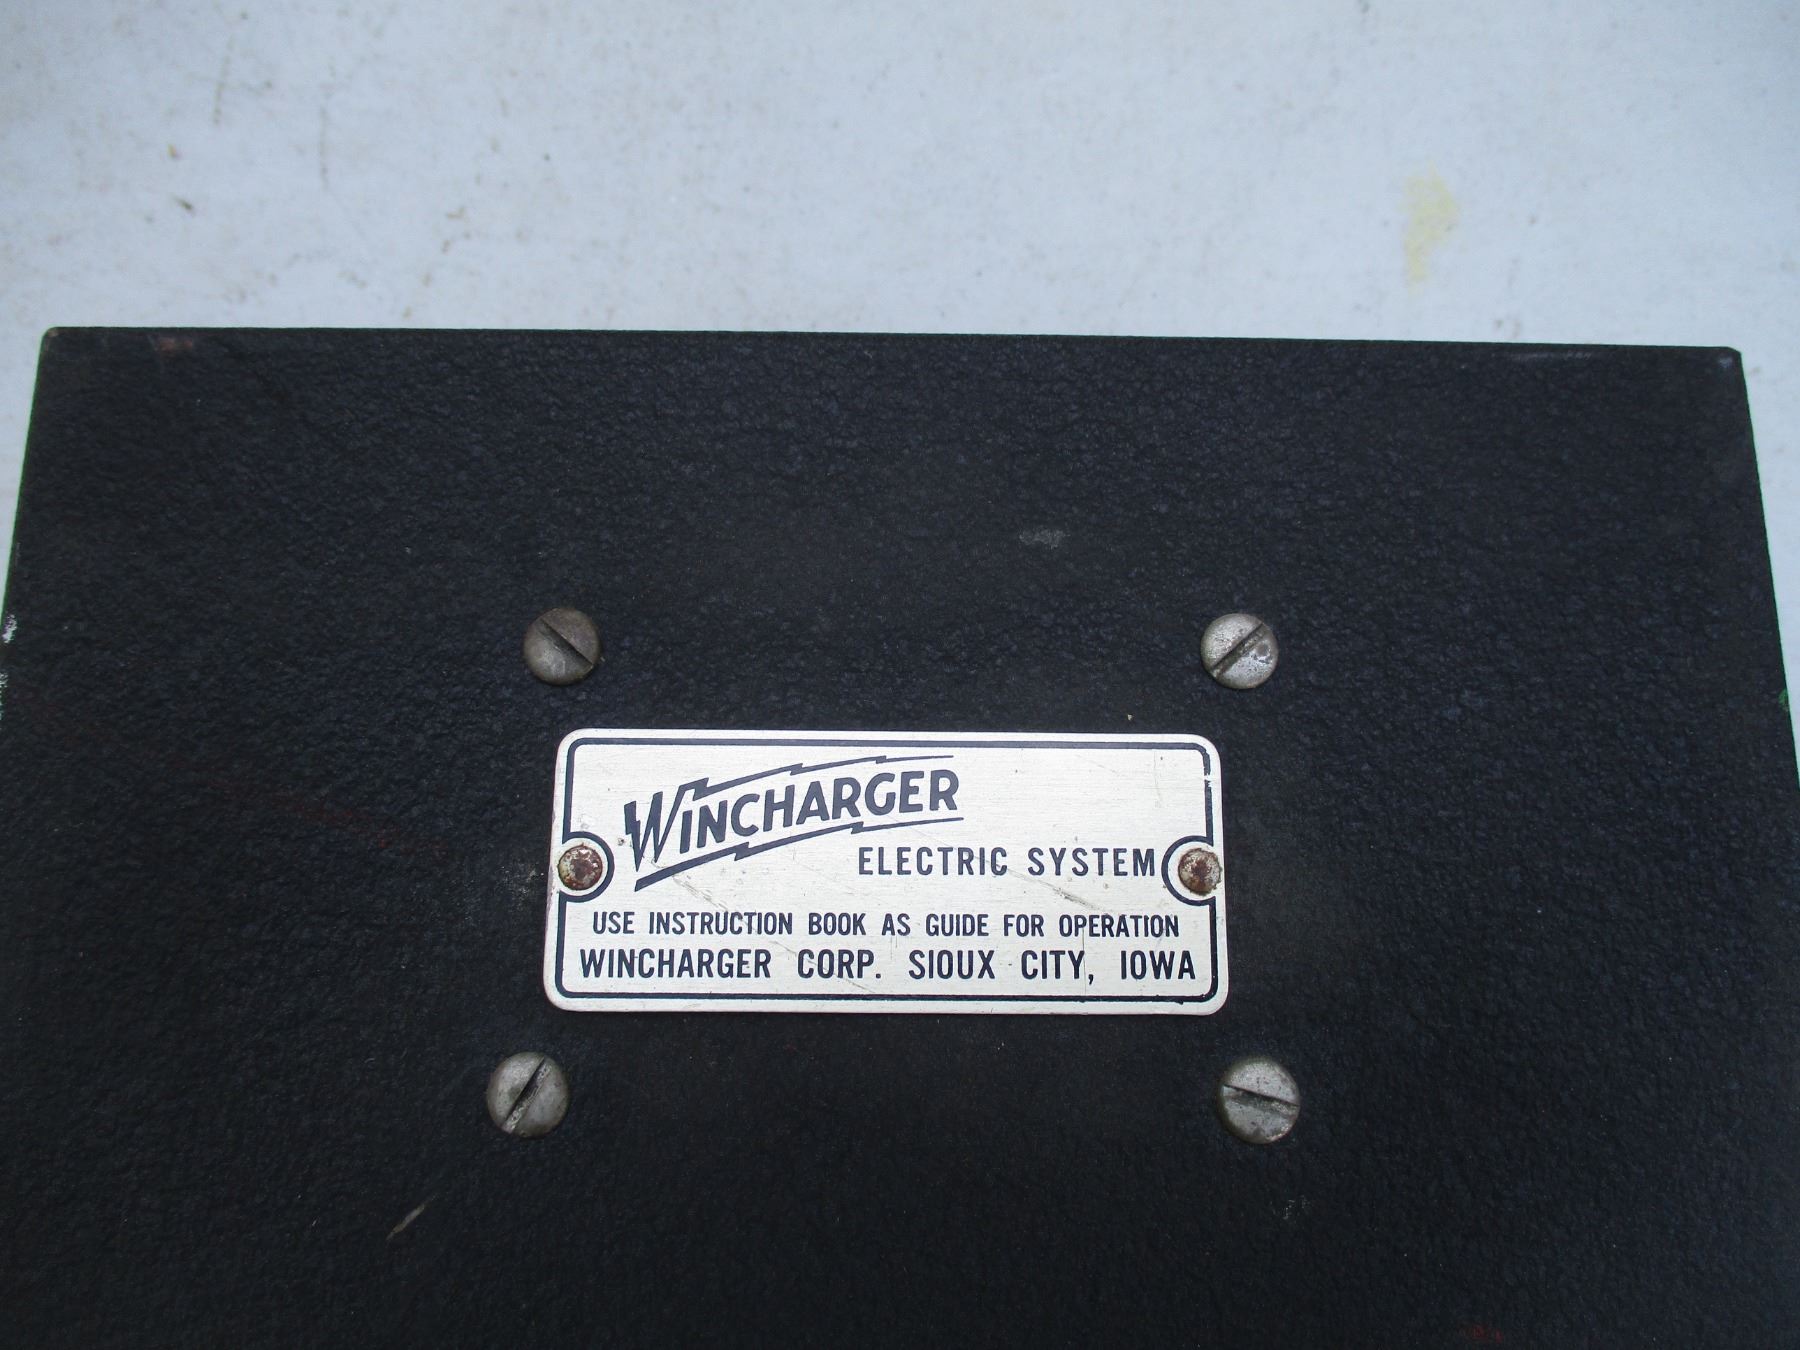 WINCHARGER
ELECTRIC SYSTEM
USE INSTRUCTION BOOK AS GUIDE FOR OPERATION
WINCHARGER CORP. SIOUX CITY, IOWA